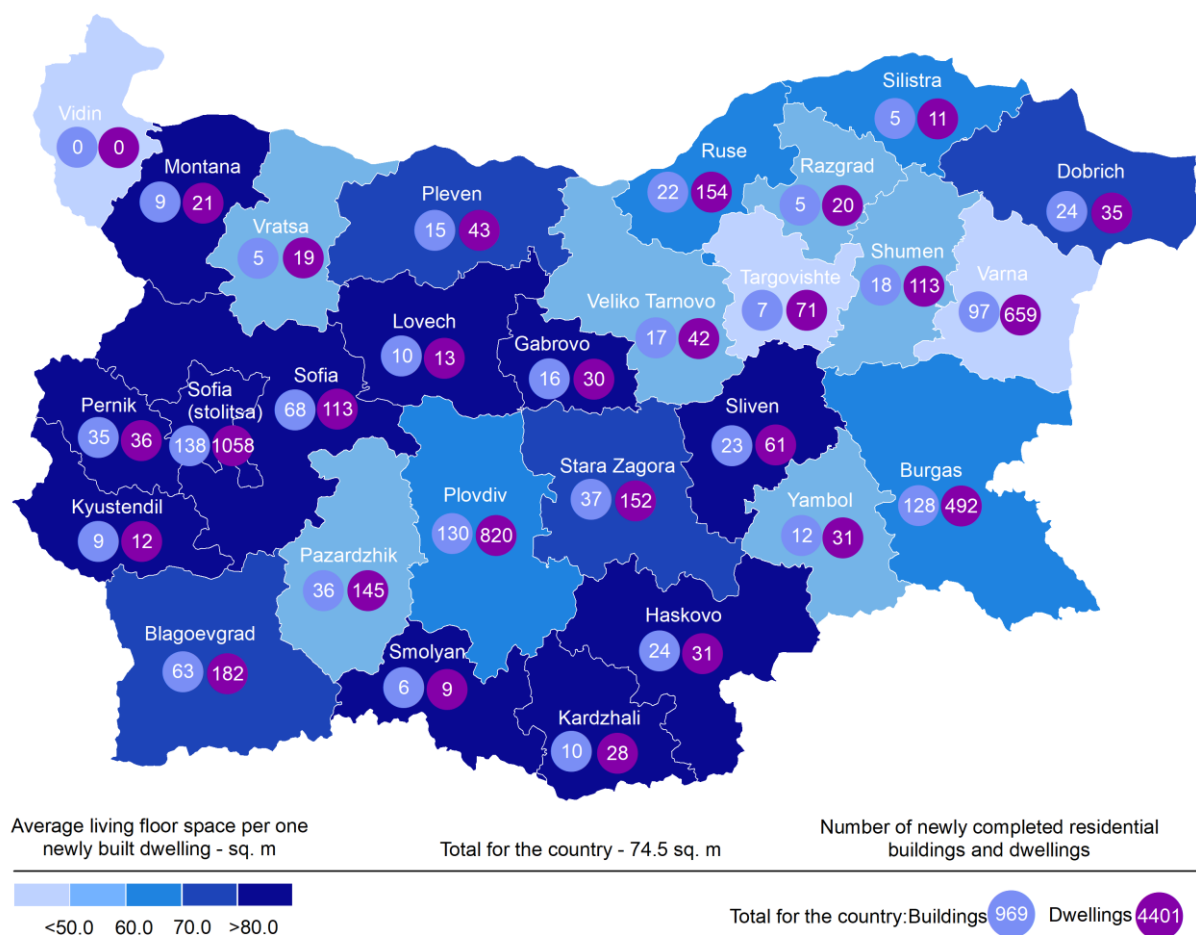 Silistra
5 11
Vidin
0 0
Ruse
22 154
Razgrad
5 20
Dobrich
24 35
Montana
9 21
Pleven
15 43
Vratsa
5 19
Shumen
18 113
Targovishte
7 71
Varna
97 659
Veliko Tarnovo
17 42
Lovech
10 13
Gabrovo
16 30
Sofia
68 113
Sofia
(stolitsa)
138 1058
Pernik
35 36
Sliven
23 61
Stara Zagora
37 152
Burgas
128 492
Kyustendil
9 12
Plovdiv
130 820
Yambol
12 31
Pazardzhik
36 145
Haskovo
24 31
Blagoevgrad
63 182
Smolyan
6 9
Kardzhali
10 28
Average living floor space per one
newly built dwelling - sq. m
Total for the country - 74.5 sq. m
Number of newly completed residential
buildings and dwellings
<50.0 60.0 70.0 >80.0
Total for the country:Buildings 969 Dwellings 4401